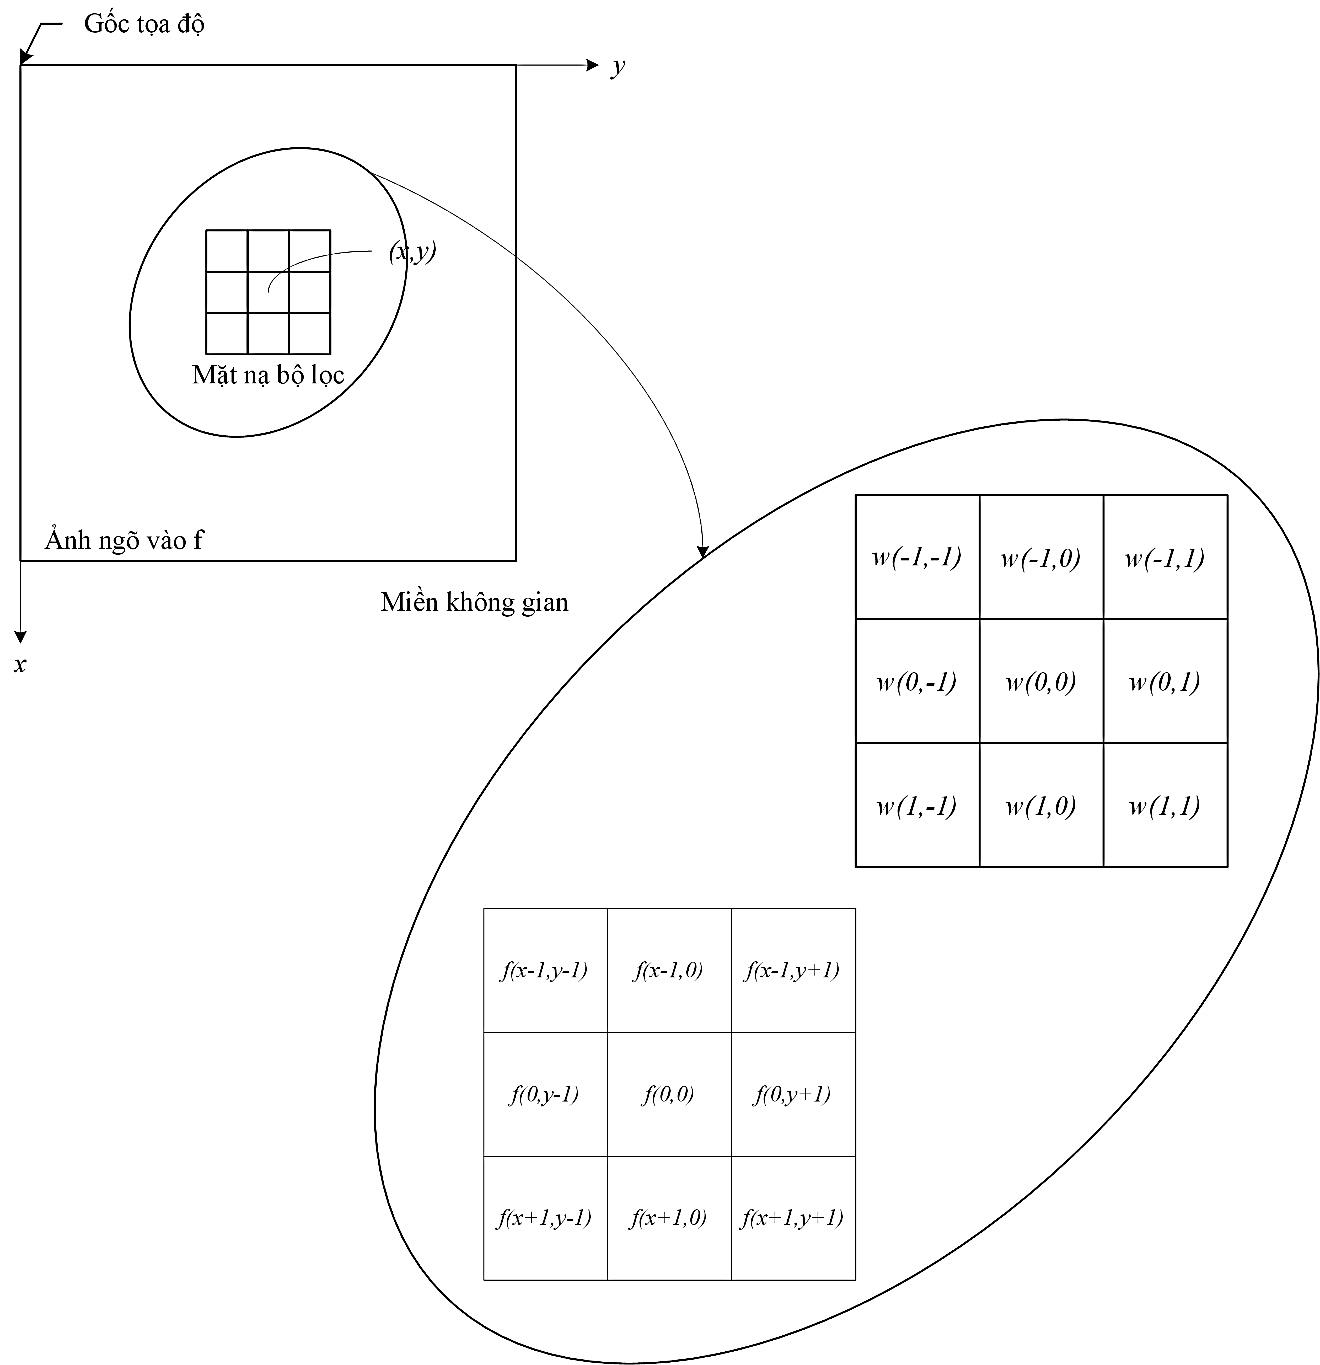 Gốc tọa độ
y
(x,y)
Mặt nạ bộ lọc
Ảnh ngõ vào f
Miền không gian
x
w(-1,-1) w(-1,0) w(-1,1)
w(0,-1) w(0,0) w(0,1)
w(1,-1) w(1,0) w(1,1)
f(x-1,y-1) f(x-1,0) f(x-1,y+1)
f(0,y-1) f(0,0) f(0,y+1)
f(x+1,y-1) f(x+1,0) f(x+1,y+1)